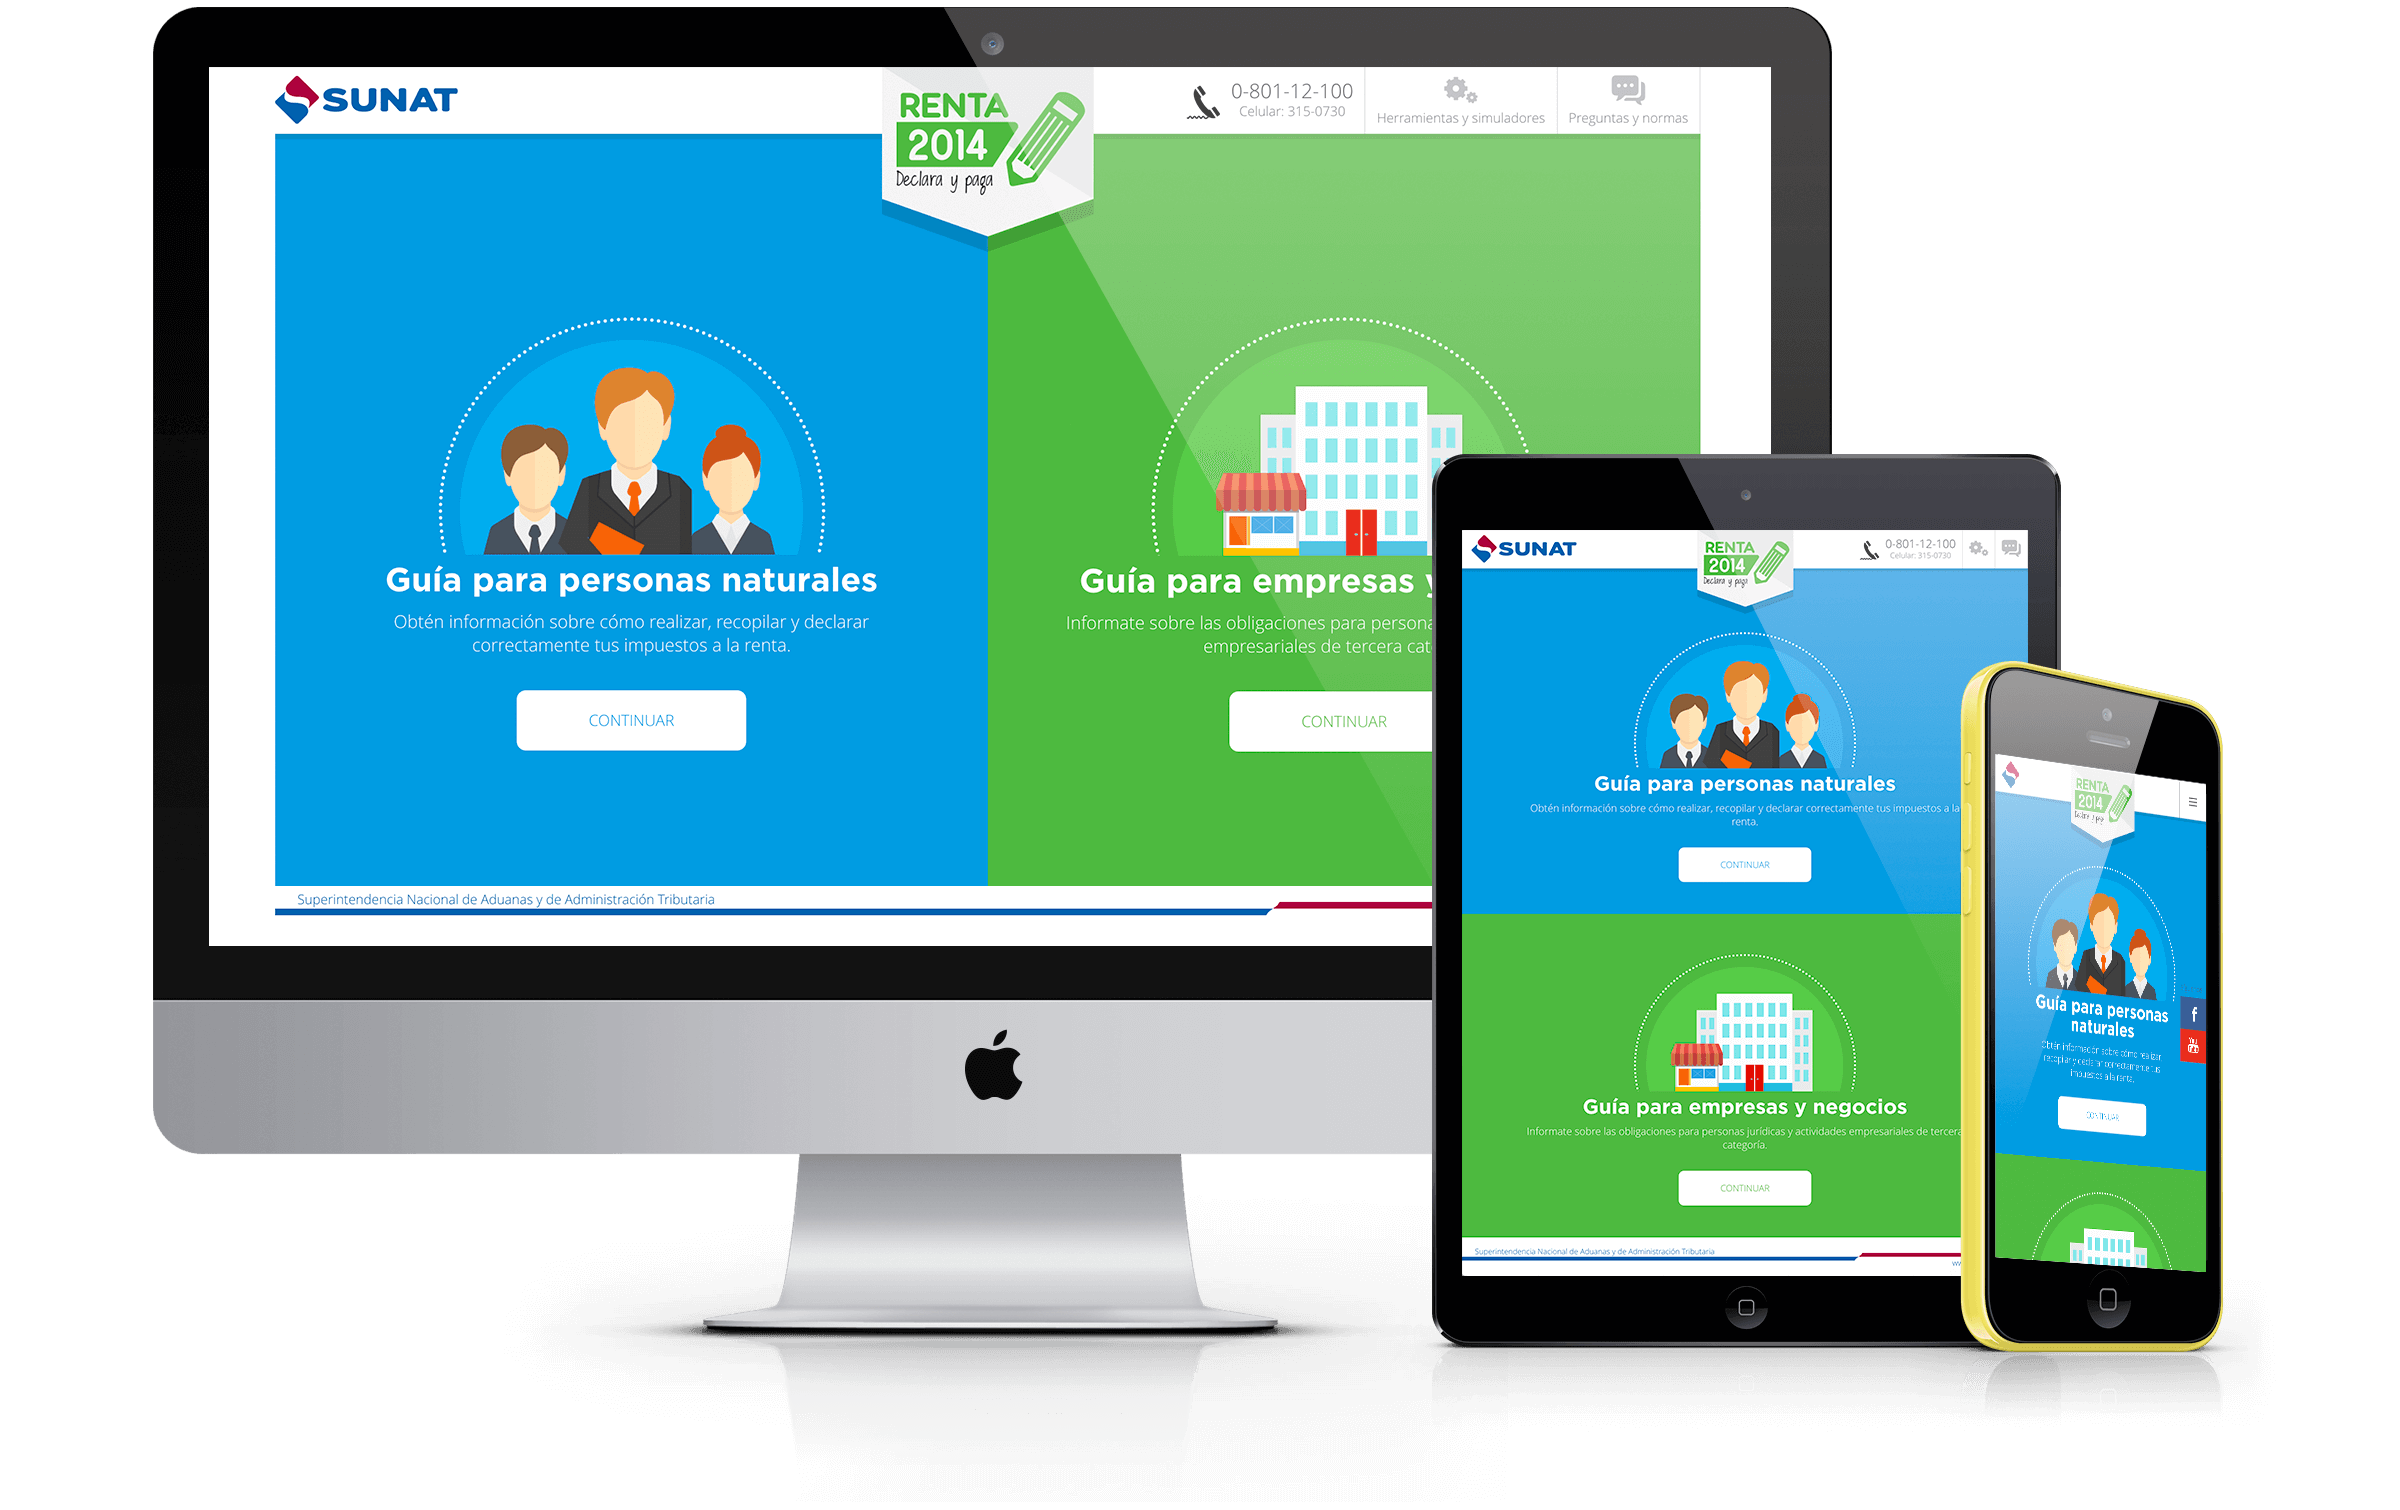 SUNAT
RENTA
2014
Declara y paga
0-801-12-100
Celular: 315-0730
Herramientas y simuladores
Preguntas y normas
Guía para personas naturales
Obtén información sobre cómo realizar, recopilar y declarar
correctamente tus impuestos a la renta.
CONTINUAR
Guía para empresas y
Informate sobre las obligaciones para persona
empresariales de tercera cat
CONTINUAR
Superintendencia Nacional de Aduanas y de Administración Tributaria
SUNAT
RENTA
2014
Declara y paga
0-801-12-100
Celular: 315-0730
Guía para personas naturales
Obtén información sobre cómo realizar, recopilar y declarar correctamente tus impuestos a la
renta.
CONTINUAR
Guía para empresas y negocios
Informate sobre las obligaciones para personas jurídicas y actividades empresariales de tercera
categoría.
CONTINUAR
Superintendencia Nacional de Aduanas y de Administración Tributaria
RENTA
2014
Declara y paga
Guía para personas
naturales
Obtén información sobre cómo realizar
recopilar y declarar correctamente tus
impuestos a la renta.
CONTINUAR
f
You